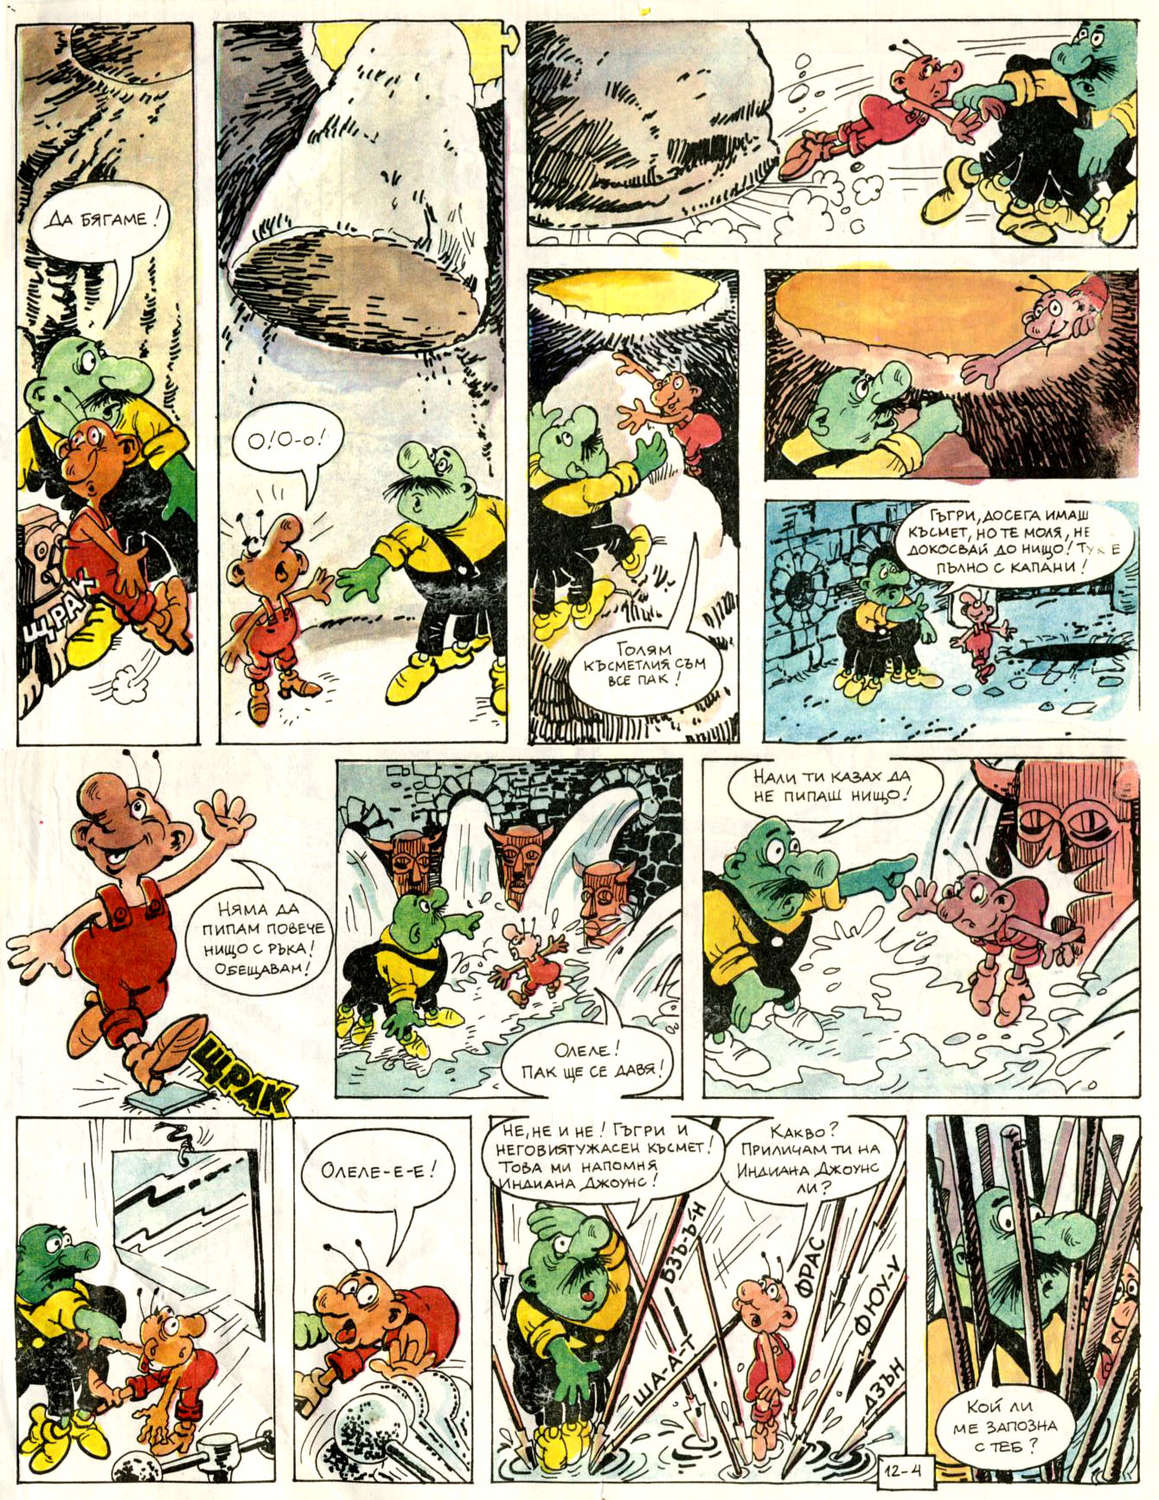 ДА БЯГАМЕ!
ЩРАК
О!О-о!
ГОЛЯМ
КЪСМЕТЛИЯ СЪМ
ВСЕ ПАК!
ГЪГРИ, ДОСЕГА ИМАШ
КЪСМЕТ, НО ТЕ МОЛЯ, НЕ
ДОКОСВАЙ ДО НИЩО! ТУК Е
ПЪЛНО С КАПАНИ!
НЯМА ДА
ПИПАМ ПОВЕЧЕ
НИЩО С РЪКА!
ОБЕЩАВАМ!
ЩРАК
ОЛЕЛЕ!
ПАК ЩЕ СЕ ДАВЯ!
НАЛИ ТИ КАЗАХ ДА
НЕ ПИПАШ НИЩО!
ОЛЕЛЕ-Е-Е!
НЕ, НЕ И НЕ! ГЪГРИ И
НЕГОВИЯТ УЖАСЕН КЪСМЕТ!
ТОВА МИ НАПОМНЯ
ИНДИАНА ДЖОУНС!
КАКВО?
ПРИЛИЧАМ ТИ НА
ИНДИАНА ДЖОУНС
ЛИ?
БЗЪ-Ъ-Н
ФРАС
ФЮУ-У
ША-А-Т
ДЗЪН
КОЙ ЛИ
МЕ ЗАПОЗНА
С ТЕБ?
12-4